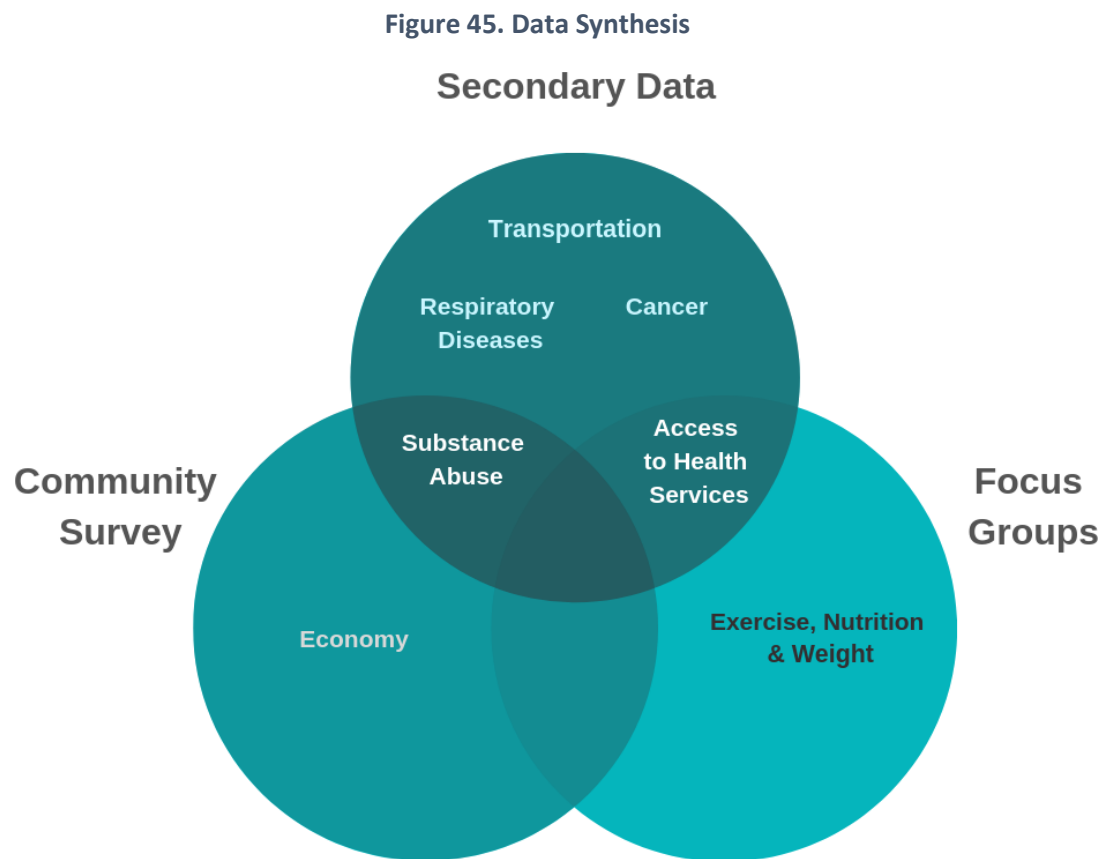 Figure 45. Data Synthesis
Secondary Data
Transportation
Respiratory
Diseases
Cancer
Substance
Abuse
Access
to Health
Services
Community
Survey
Focus
Groups
Economy
Exercise, Nutrition
& Weight